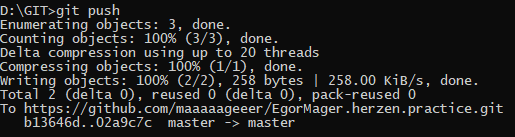 D:\GIT>git push
Enumerating objects: 3, done.
Counting objects: 100% (3/3), done.
Delta compression using up to 20 threads
Compressing objects: 100% (1/1), done.
Writing objects: 100% (2/2), 258 bytes | 258.00 KiB/s, done.
Total 2 (delta 0), reused 0 (delta 0), pack-reused 0
To https://github.com/maaaaageeer/EgorMager.herzen.practice.git
   b13646d..02a9c7c  master -> master